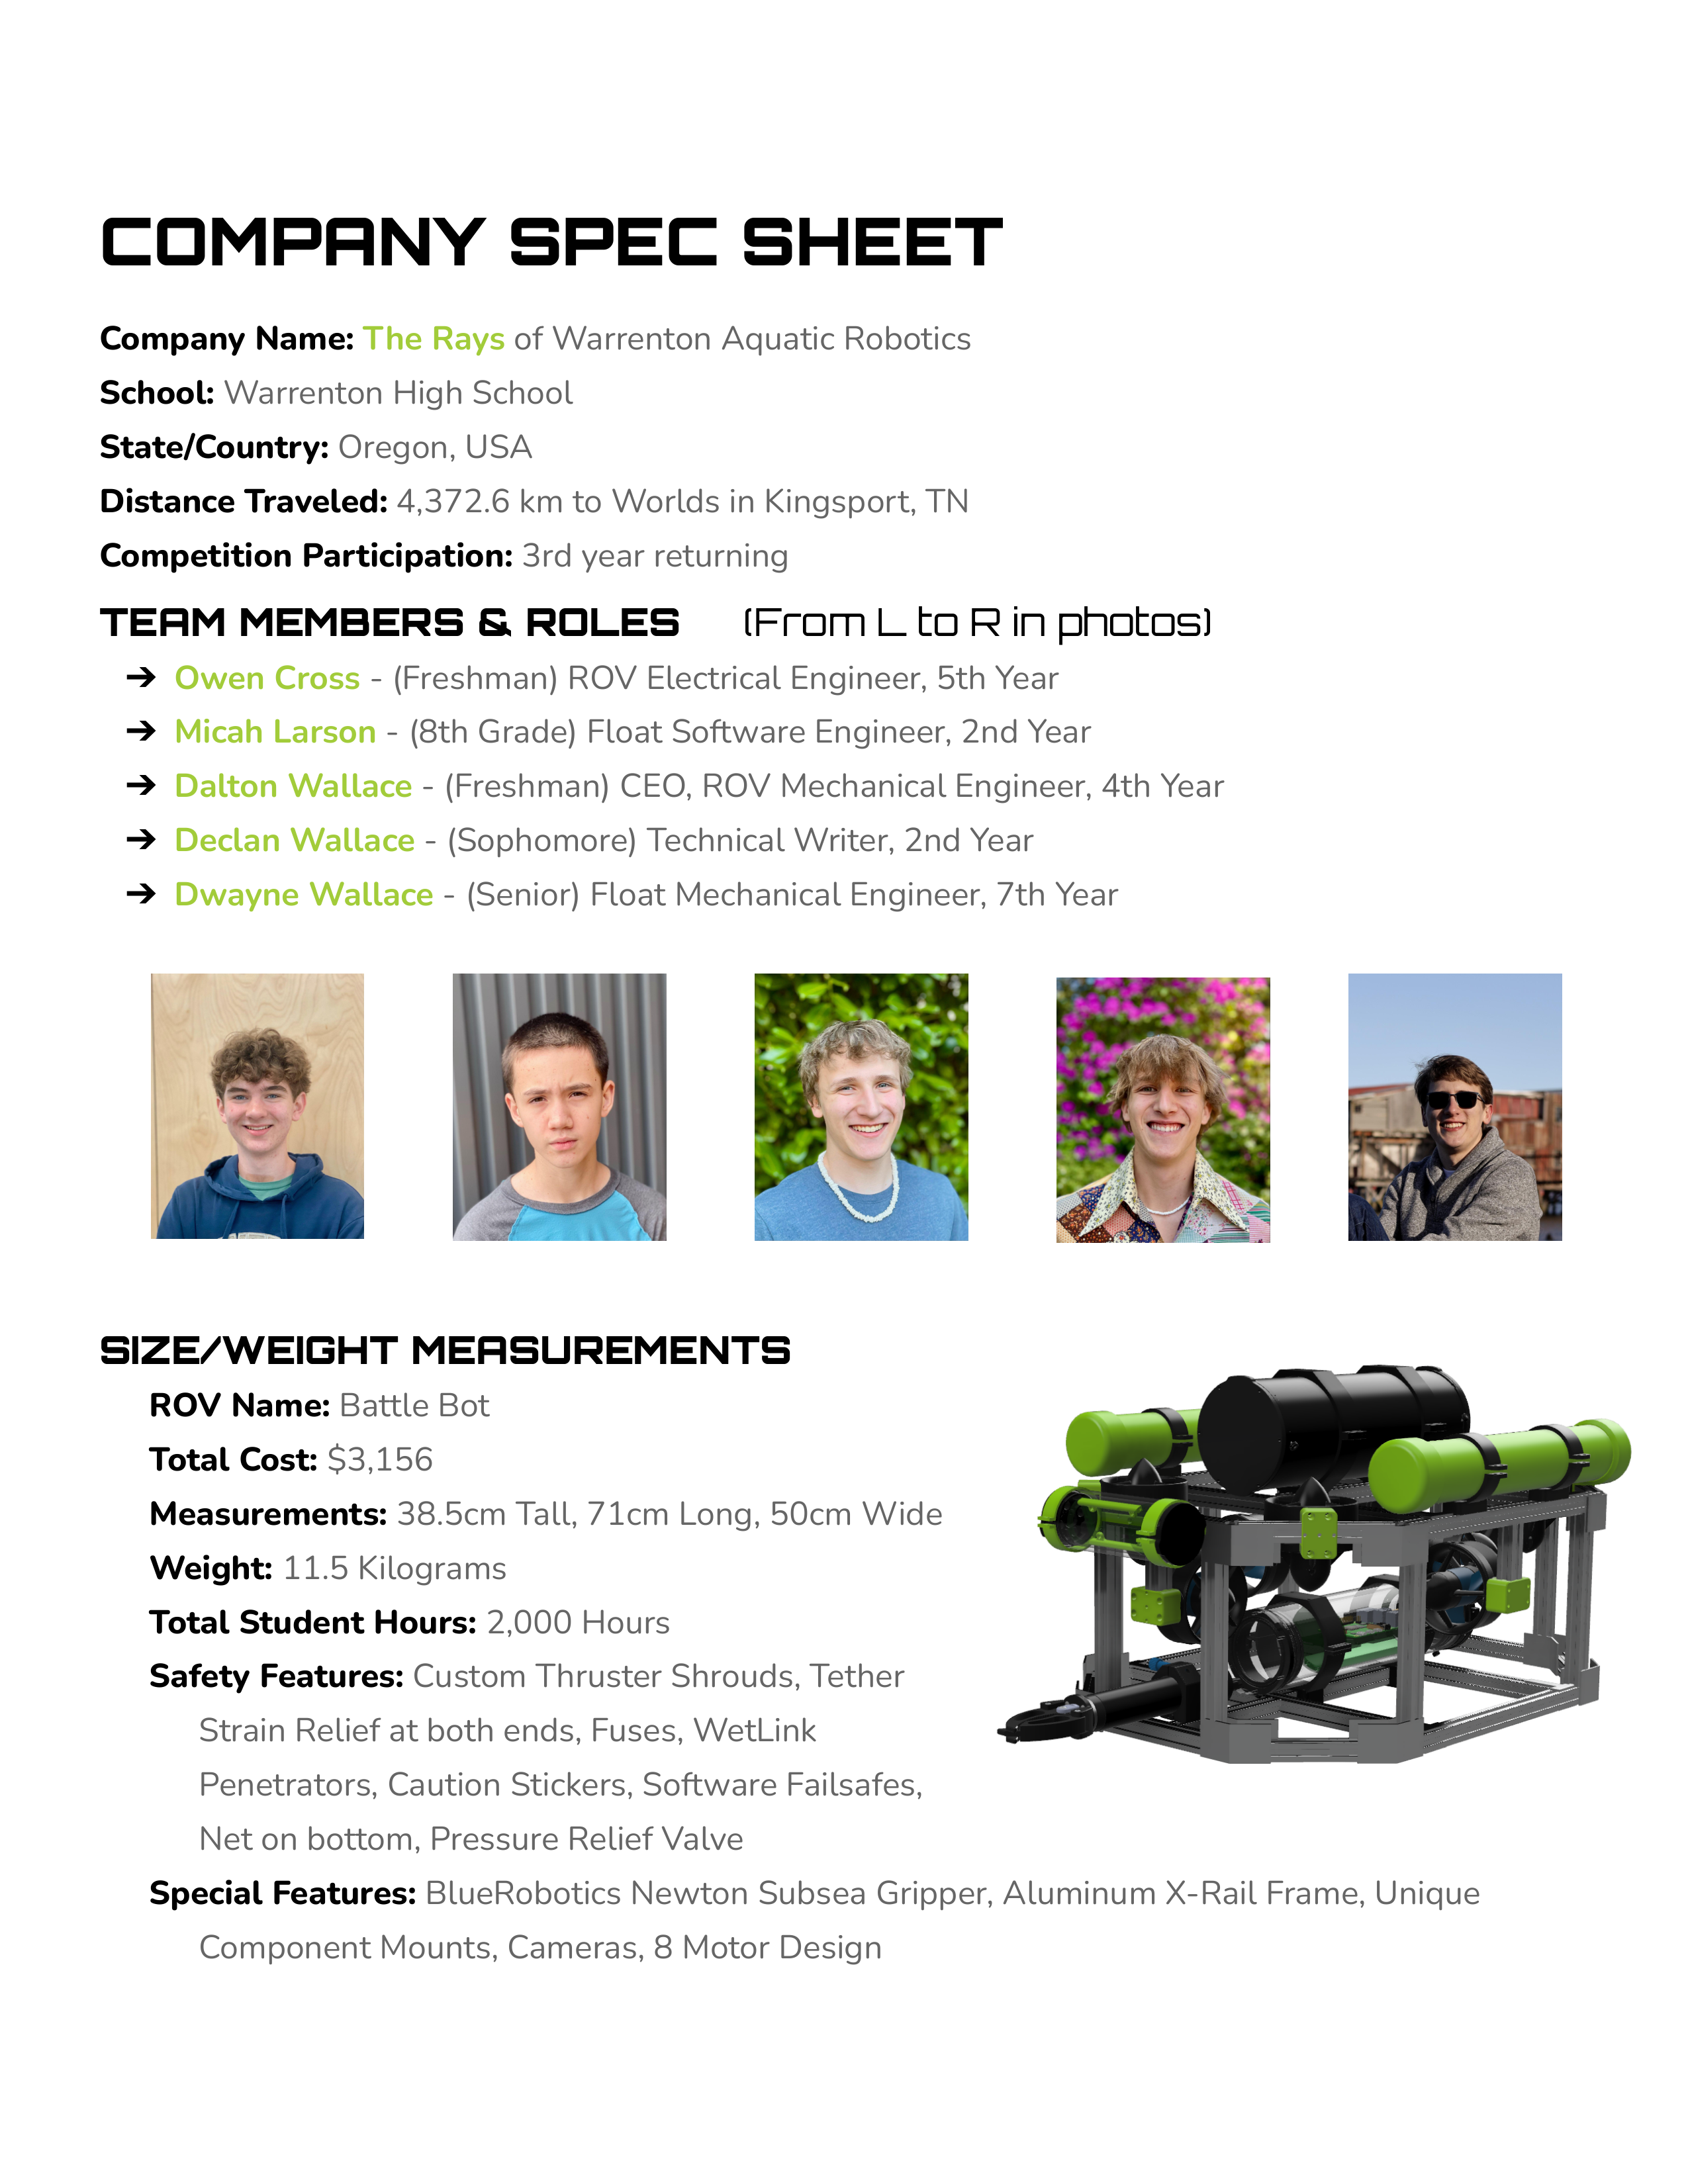 COMPANY SPEC SHEET
Company Name: The Rays of Warrenton Aquatic Robotics
School: Warrenton High School
State/Country: Oregon, USA
Distance Traveled: 4,372.6 km to Worlds in Kingsport, TN
Competition Participation: 3rd year returning
TEAM MEMBERS & ROLES (From L to R in photos)
➔ Owen Cross - (Freshman) ROV Electrical Engineer, 5th Year
➔ Micah Larson - (8th Grade) Float Software Engineer, 2nd Year
➔ Dalton Wallace - (Freshman) CEO, ROV Mechanical Engineer, 4th Year
➔ Declan Wallace - (Sophomore) Technical Writer, 2nd Year
➔ Dwayne Wallace - (Senior) Float Mechanical Engineer, 7th Year
SIZE/WEIGHT MEASUREMENTS
ROV Name: Battle Bot
Total Cost: $3,156
Measurements: 38.5cm Tall, 71cm Long, 50cm Wide
Weight: 11.5 Kilograms
Total Student Hours: 2,000 Hours
Safety Features: Custom Thruster Shrouds, Tether
Strain Relief at both ends, Fuses, WetLink
Penetrators, Caution Stickers, Software Failsafes,
Net on bottom, Pressure Relief Valve
Special Features: BlueRobotics Newton Subsea Gripper, Aluminum X-Rail Frame, Unique
Component Mounts, Cameras, 8 Motor Design